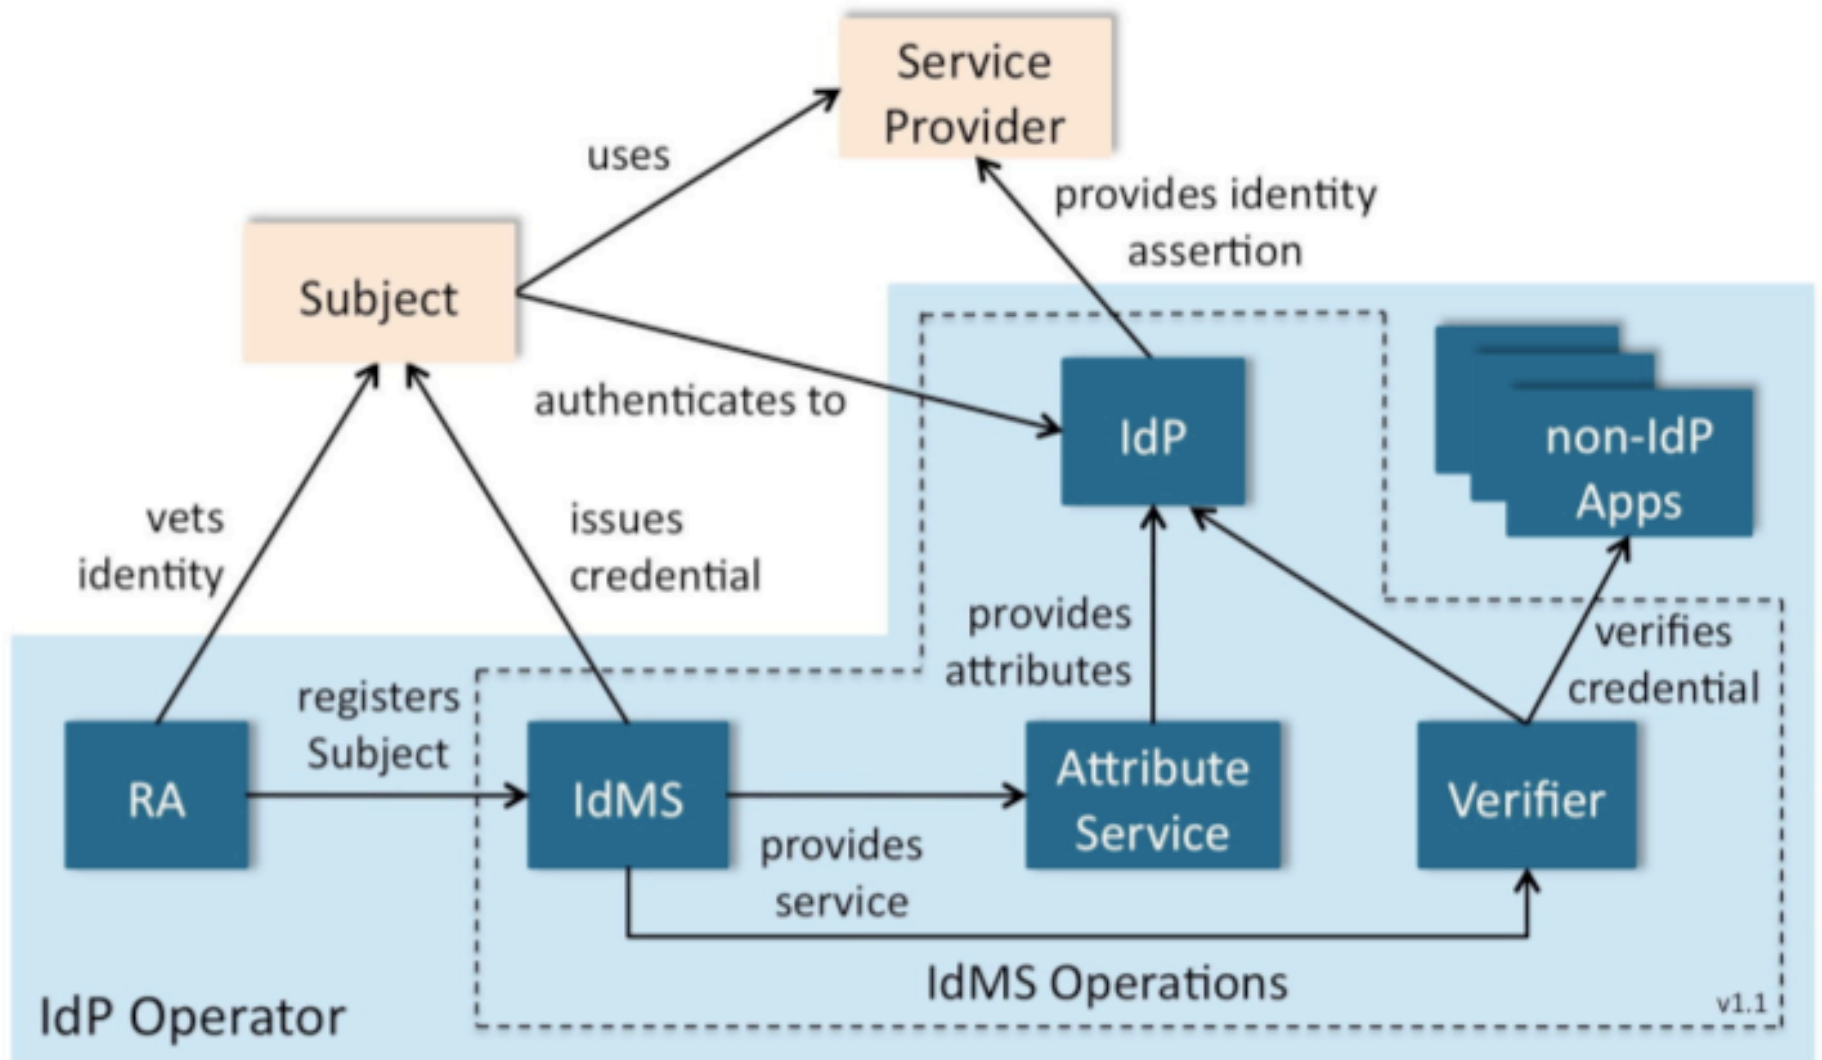 Service
Provider
uses
provides identity
assertion
Subject
authenticates to
IdP
non-IdP
Apps
vets
identity
issues
credential
provides
attributes
verifies
credential
registers
Subject
RA
IdMS
Attribute
Service
Verifier
provides
service
IdMS Operations
IdP Operator
v1.1